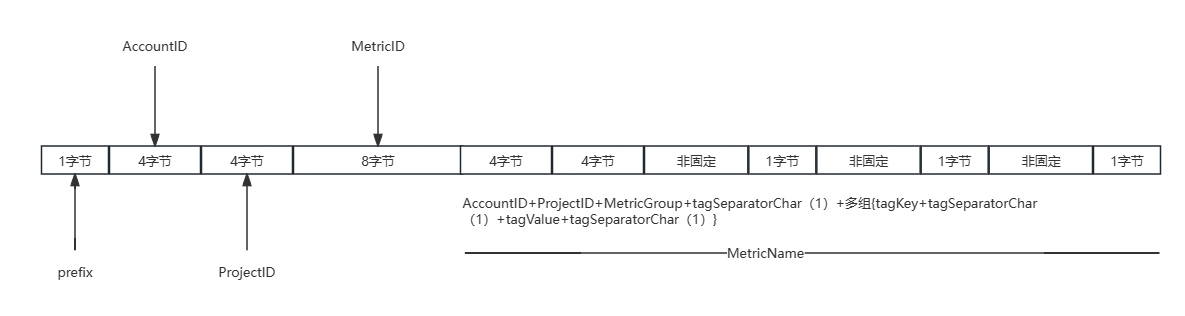 AccountID
MetricID
1字节
4字节
4字节
8字节
4字节
4字节
非固定
1字节
非固定
1字节
非固定
1字节
AccountID+ProjectID+MetricGroup+tagSeparatorChar（1）+多组{tagKey+tagSeparatorChar
（1）+tagValue+tagSeparatorChar（1）}
MetricName
prefix
ProjectID